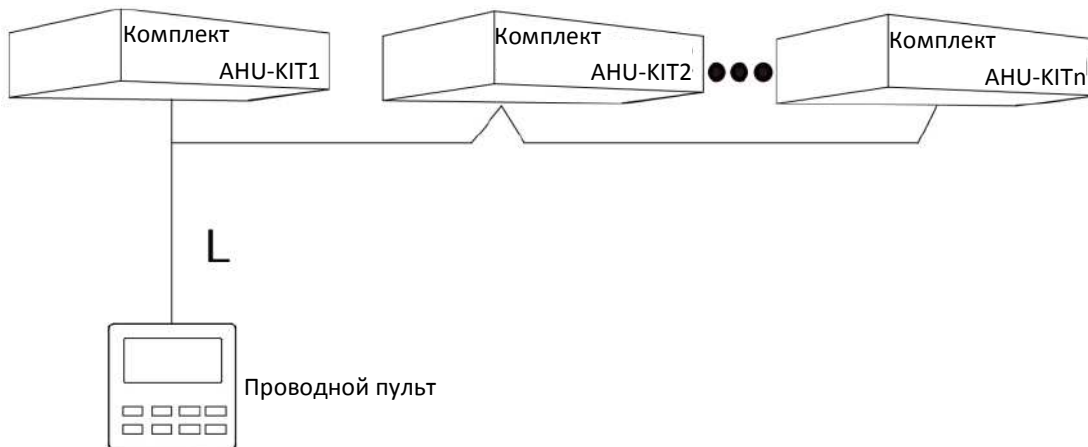 Комплект
AHU-KIT1
Комплект
AHU-KIT2
Комплект
AHU-KITn
L
Проводной пульт